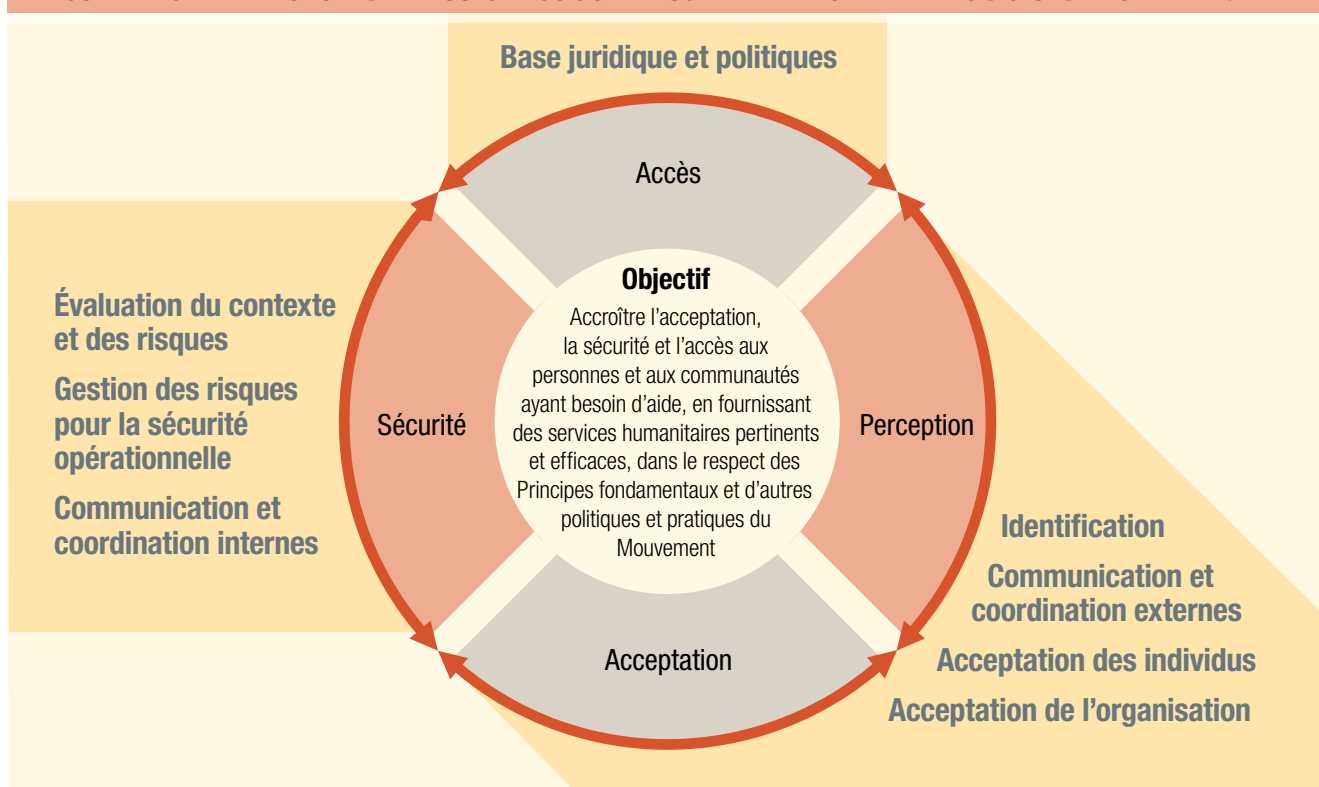 Base juridique et politiques
Accès
Évaluation du contexte
et des risques
Gestion des risques
pour la sécurité
opérationnelle
Communication et
coordination internes
Sécurité
Objectif
Accroître l’acceptation,
la sécurité et l’accès aux
personnes et aux communautés
ayant besoin d’aide, en fournissant
des services humanitaires pertinents
et efficaces, dans le respect des
Principes fondamentaux et d’autres
politiques et pratiques du
Mouvement
Perception
Acceptation
Identification
Communication et
coordination externes
Acceptation des individus
Acceptation de l’organisation